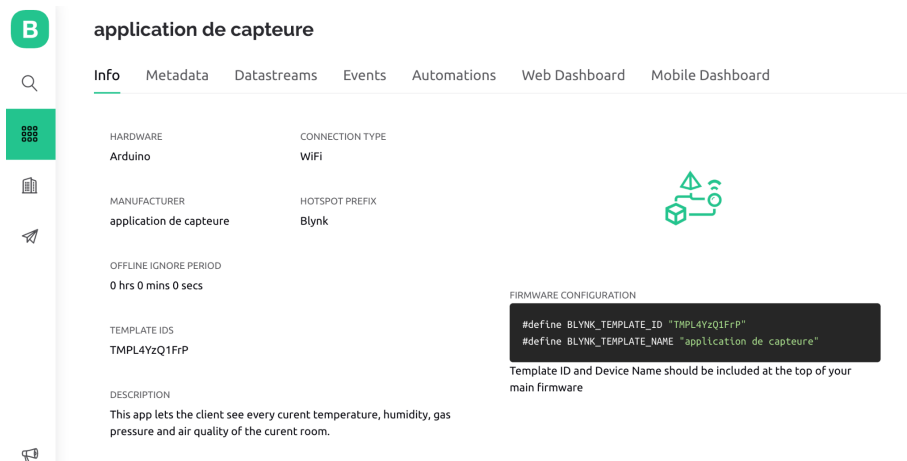 B
application de capteure
Info Metadata Datastreams Events Automations Web Dashboard Mobile Dashboard
HARDWARE
Arduino
CONNECTION TYPE
WiFi
MANUFACTURER
application de capteure
HOTSPOT PREFIX
Blynk
OFFLINE IGNORE PERIOD
0 hrs 0 mins 0 secs
TEMPLATE IDS
TMPL4YzQ1FrP
DESCRIPTION
This app lets the client see every curent temperature, humidity, gas
pressure and air quality of the curent room.
FIRMWARE CONFIGURATION
#define BLYNK_TEMPLATE_ID "TMPL4YzQ1FrP"
#define BLYNK_TEMPLATE_NAME "application de capteure"
Template ID and Device Name should be included at the top of your
main firmware